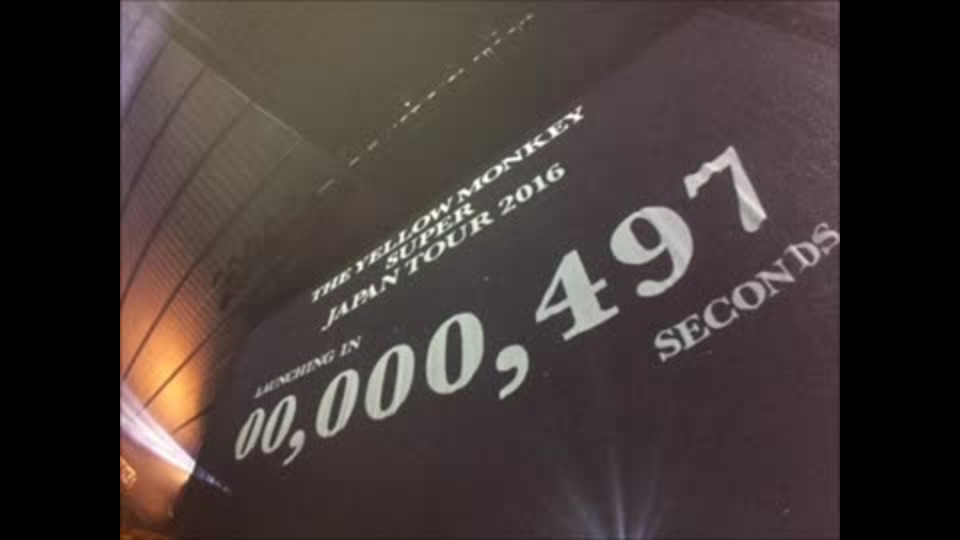 THE YELLOW MONKEY
SUPER
JAPAN TOUR 2016
LAUNCHING IN
00,000,497
SECONDS